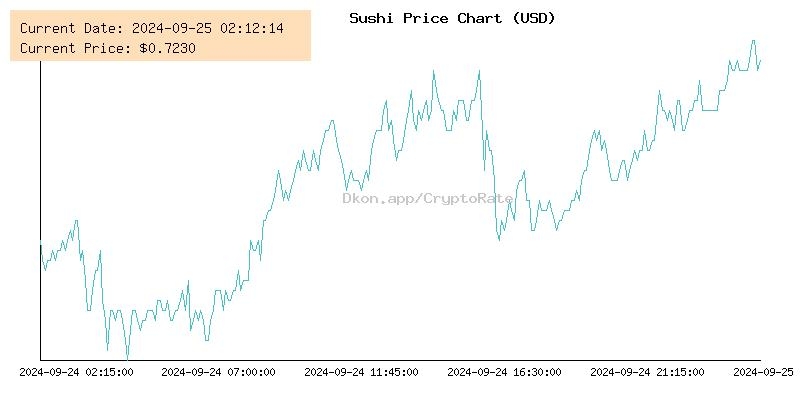 Sushi Price Chart (USD)
Current Date: 2024-09-25 02:12:14
Current Price: $0.7230
Dkon.app/CryptoRate
2024-09-24 02:15:00 2024-09-24 07:00:00 2024-09-24 11:45:00 2024-09-24 16:30:00 2024-09-24 21:15:00 2024-09-25